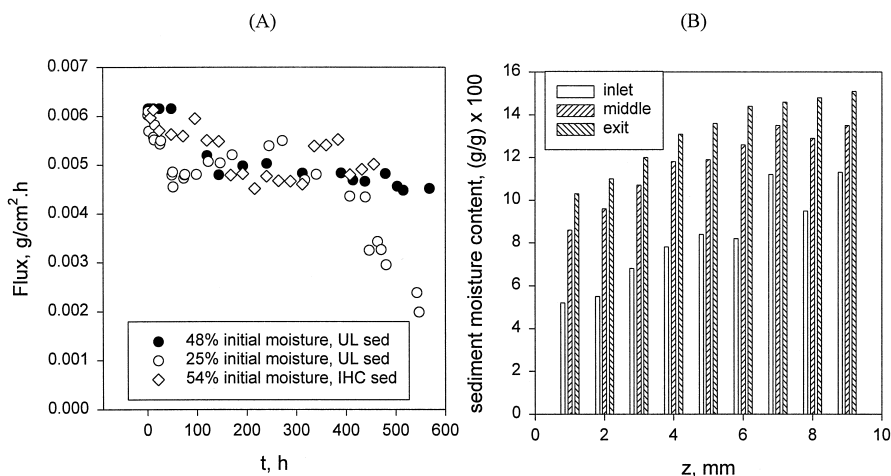 (A)
Flux, g/cm².h
0.007
0.006
0.005
0.004
0.003
0.002
0.001
0.000
48% initial moisture, UL sed
25% initial moisture, UL sed
54% initial moisture, IHC sed
0 100 200 300 400 500 600
t, h
(B)
sediment moisture content, (g/g) x 100
16
14
12
10
8
6
4
2
0
inlet
middle
exit
0 2 4 6 8 10
z, mm